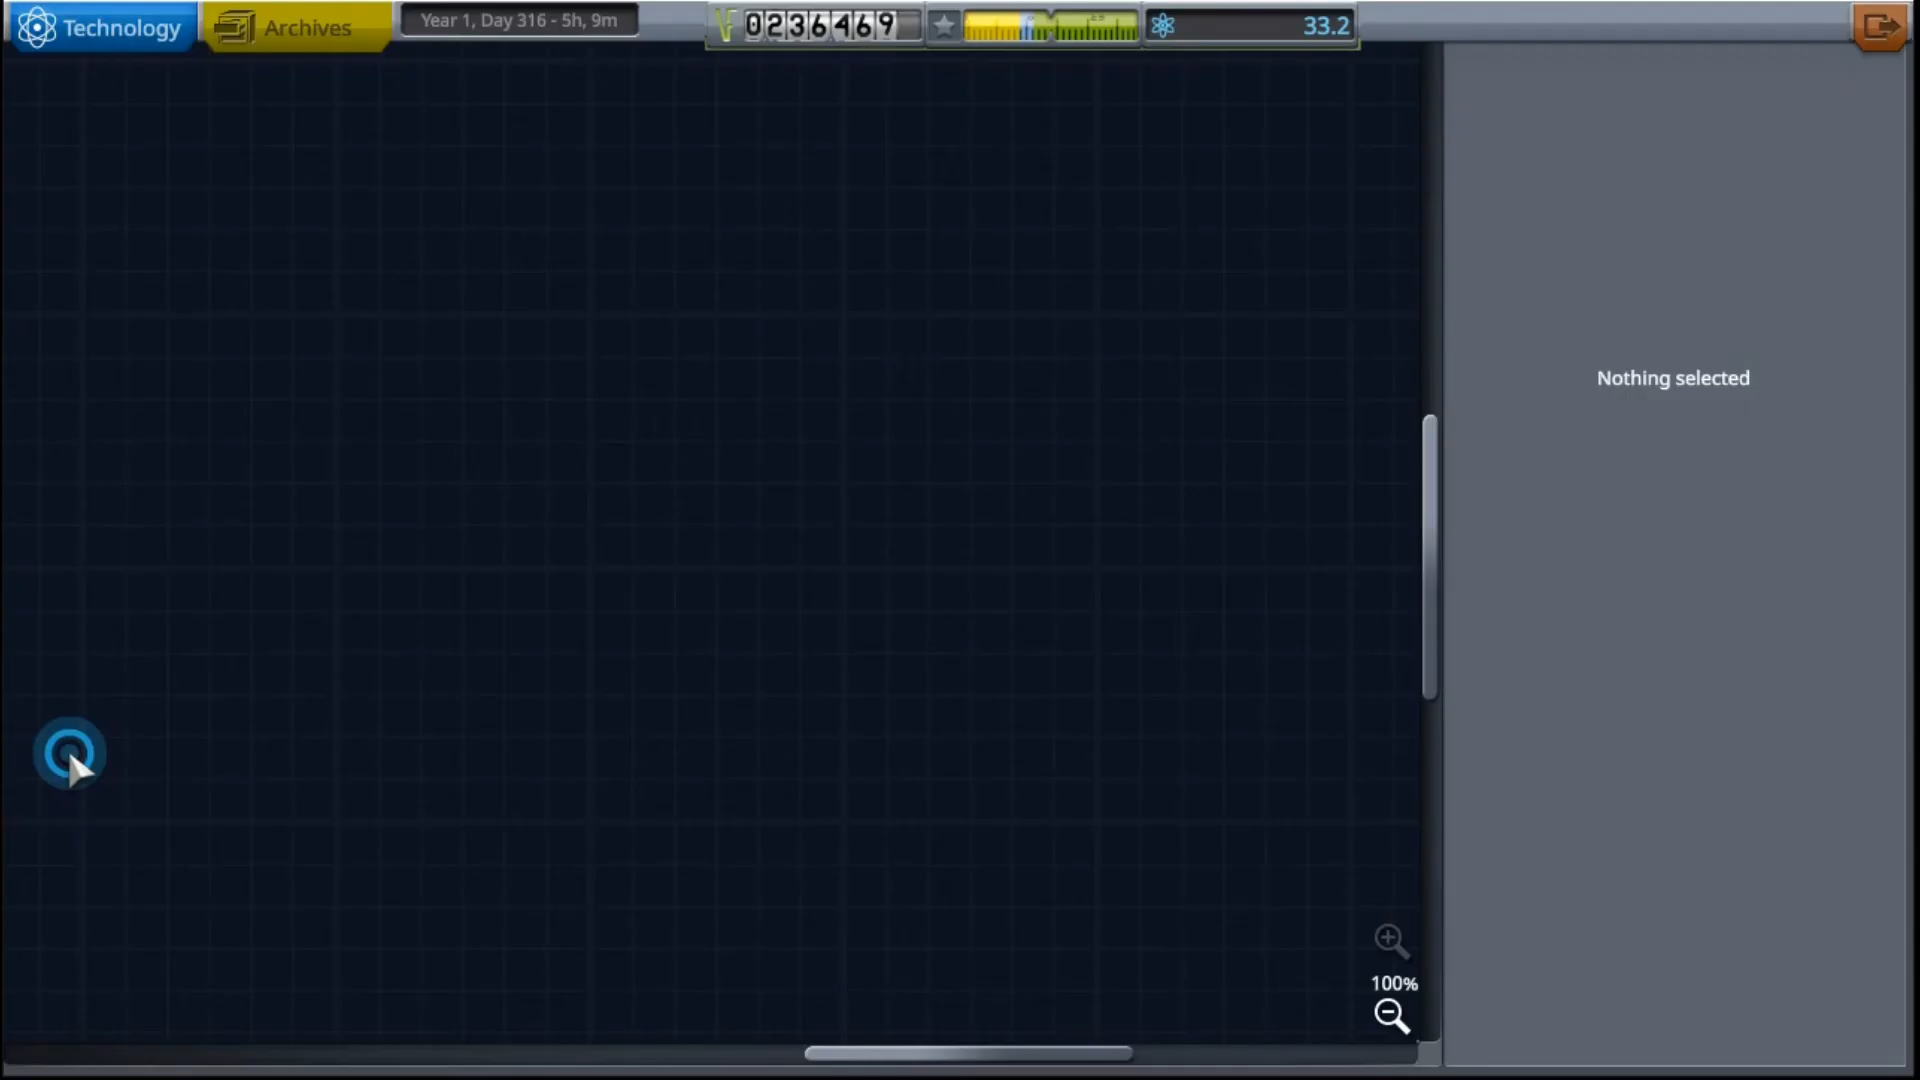 Technology
Archives
Year 1, Day 316 - 5h, 9m
0236469
33.2
Nothing selected
100%